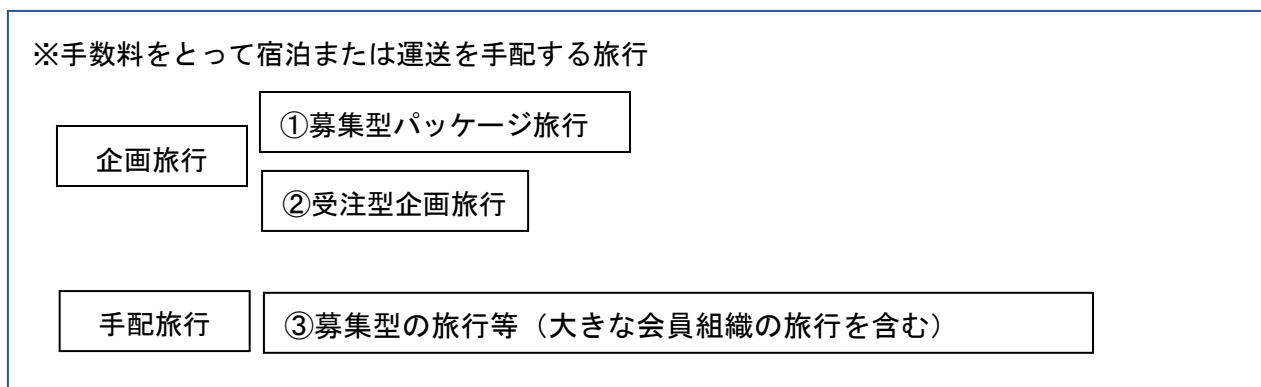 ※手数料をとって宿泊または運送を手配する旅行
①募集型パッケージ旅行
企画旅行
②受注型企画旅行
手配旅行
③募集型の旅行等（大きな会員組織の旅行を含む）